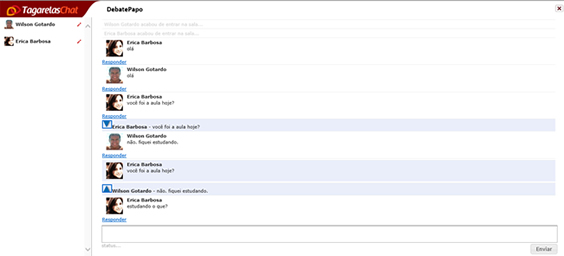 TagarelasChat
DebatePapo
Wilson Gotardo
Erica Barbosa
Wilson Gotardo acabou de entrar na sala...
Erica Barbosa acabou de entrar na sala...
Erica Barbosa
olá
Responder
Wilson Gotardo
olá
Responder
Erica Barbosa
você foi a aula hoje?
Responder
Erica Barbosa - você foi a aula hoje?
Wilson Gotardo
não. fiquei estudando.
Responder
Erica Barbosa
você foi a aula hoje?
Wilson Gotardo - não. fiquei estudando.
Erica Barbosa
estudando o que?
Responder
status...
Enviar